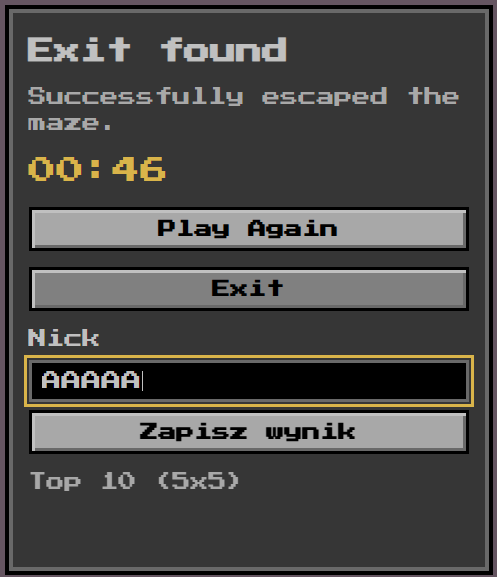 Exit found
Successfully escaped the
maze.
00:46
Play Again
Exit
Nick
AAAAA
Zapisz wynik
Top 10 (5x5)